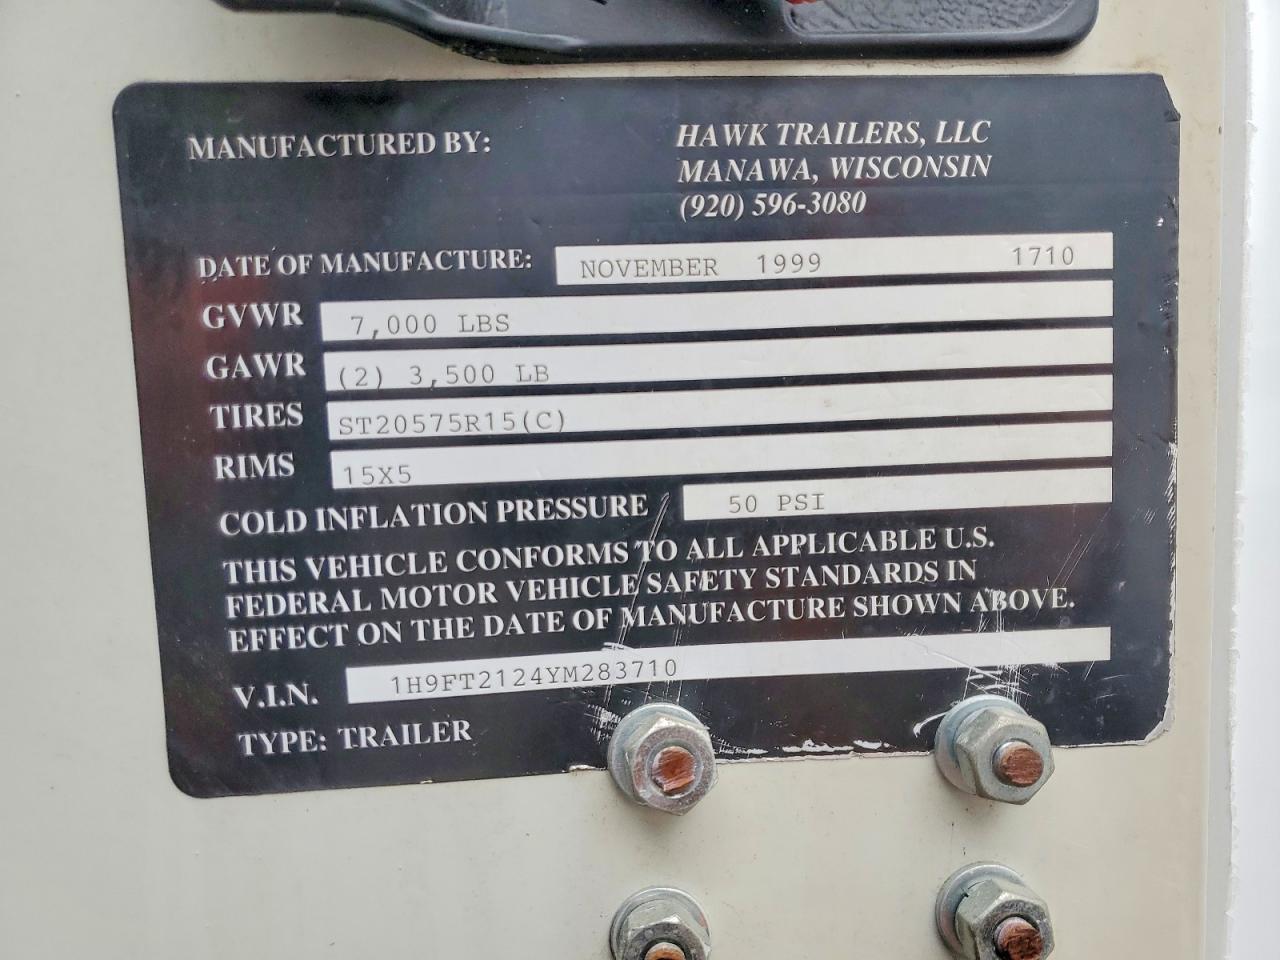 MANUFACTURED BY: HAWK TRAILERS, LLC
MANAWA, WISCONSIN
(920) 596-3080
DATE OF MANUFACTURE: NOVEMBER 1999 1710
GVWR 7,000 LBS
GAWR (2) 3,500 LB
TIRES ST20575R15(C)
RIMS 15X5
COLD INFLATION PRESSURE 50 PSI
THIS VEHICLE CONFORMS TO ALL APPLICABLE U.S.
FEDERAL MOTOR VEHICLE SAFETY STANDARDS IN
EFFECT ON THE DATE OF MANUFACTURE SHOWN ABOVE.
V.I.N. 1H9FT2124YM283710
TYPE: TRAILER